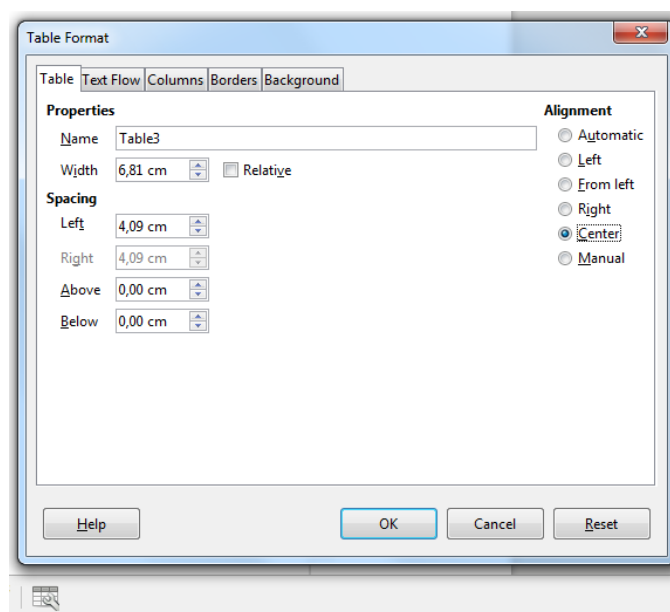 Table Format
Table Text Flow Columns Borders Background
Properties
Name Table3
Width 6,81 cm Relative
Spacing
Left 4,09 cm
Right 4,09 cm
Above 0,00 cm
Below 0,00 cm
Alignment
Automatic
Left
From left
Right
Center
Manual
Help OK Cancel Reset